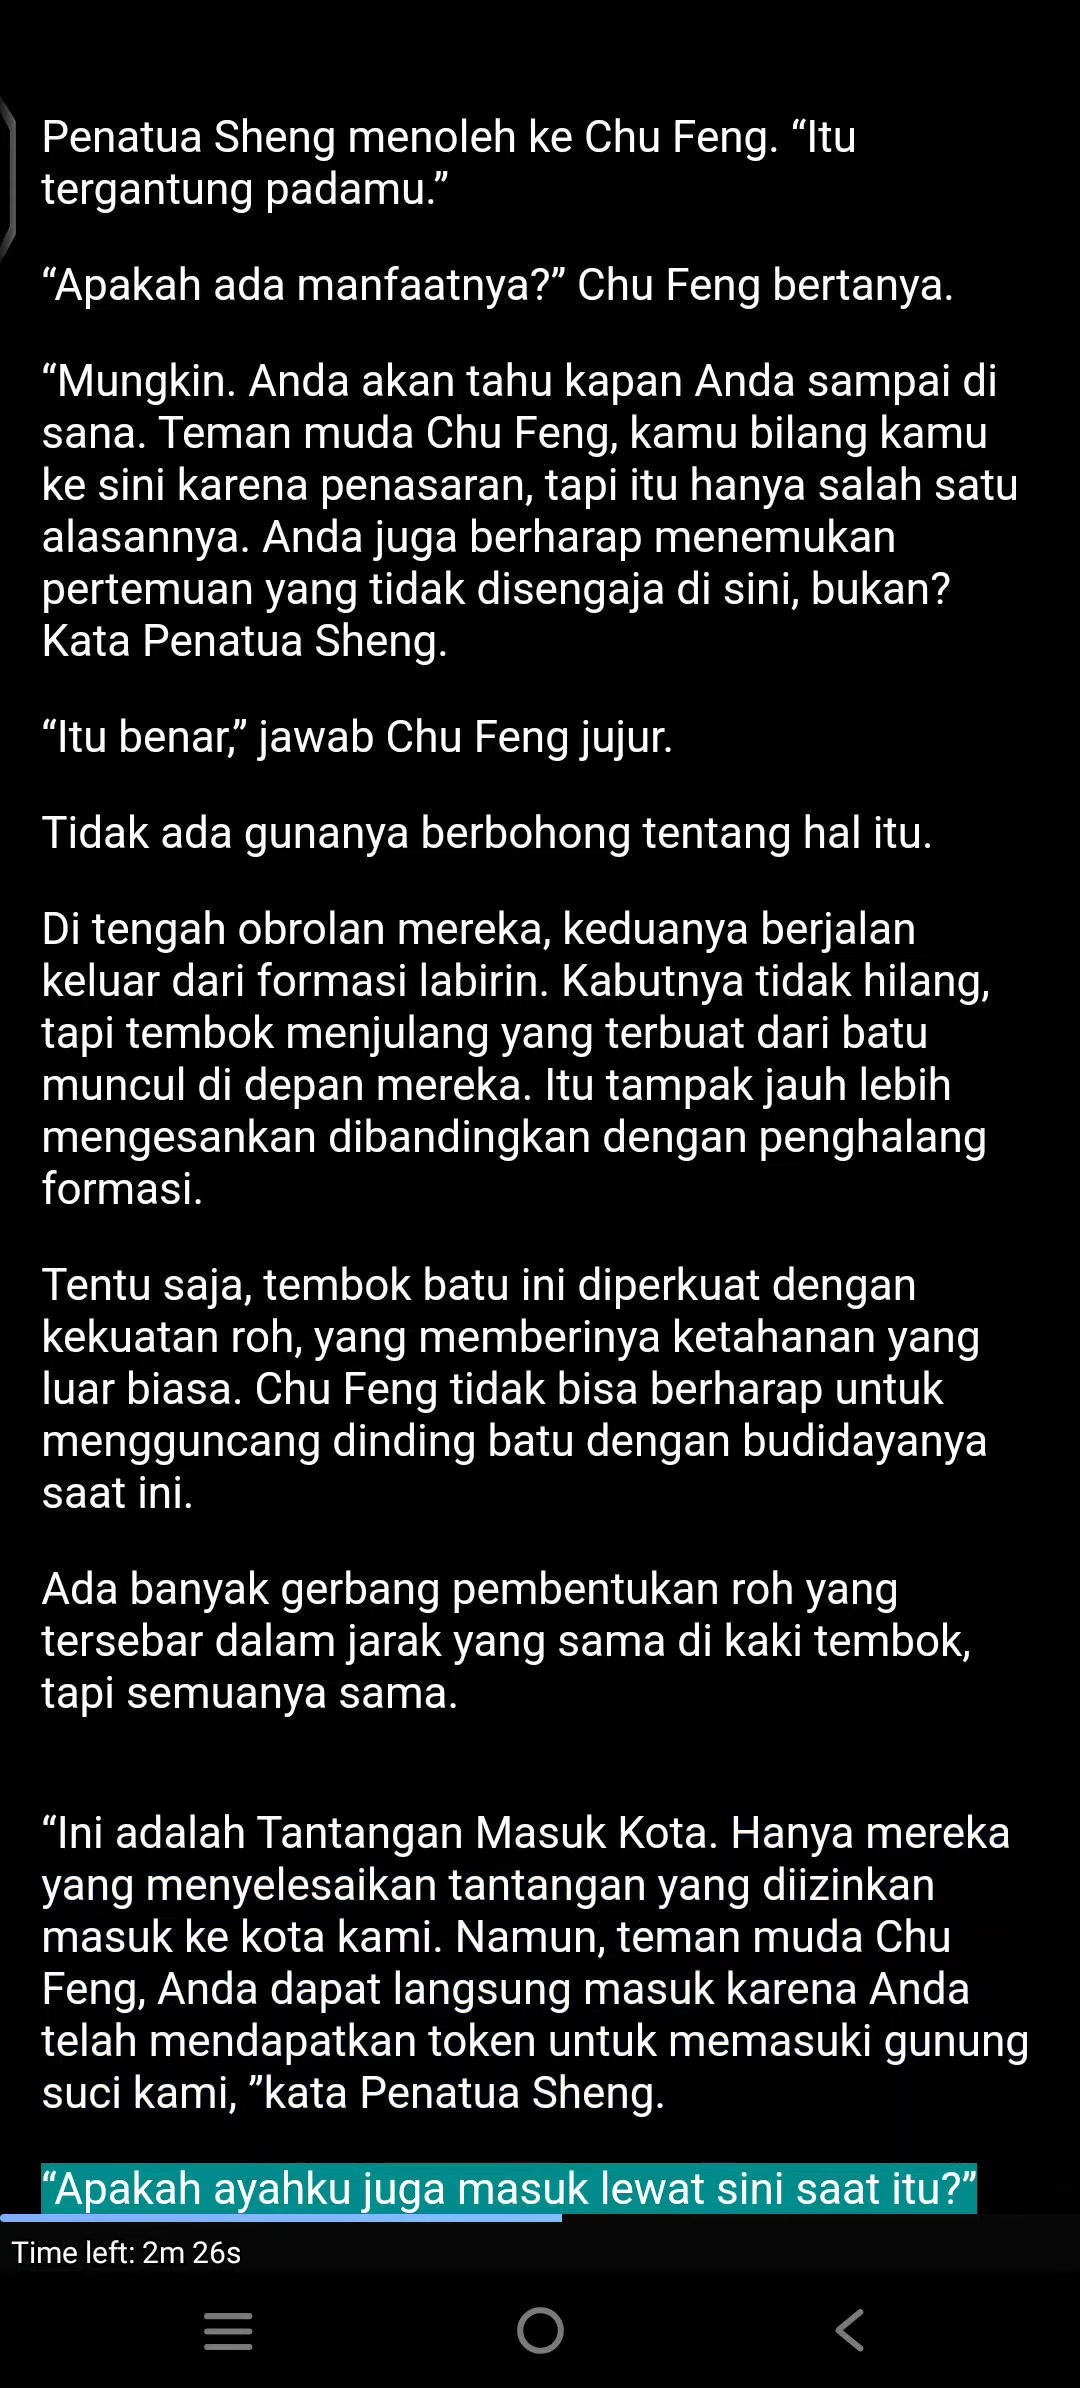 Penatua Sheng menoleh ke Chu Feng. “Itu
tergantung padamu.”
“Apakah ada manfaatnya?” Chu Feng bertanya.
“Mungkin. Anda akan tahu kapan Anda sampai di
sana. Teman muda Chu Feng, kamu bilang kamu
ke sini karena penasaran, tapi itu hanya salah satu
alasannya. Anda juga berharap menemukan
pertemuan yang tidak disengaja di sini, bukan?
Kata Penatua Sheng.
“Itu benar,” jawab Chu Feng jujur.
Tidak ada gunanya berbohong tentang hal itu.
Di tengah obrolan mereka, keduanya berjalan
keluar dari formasi labirin. Kabutnya tidak hilang,
tapi tembok menjulang yang terbuat dari batu
muncul di depan mereka. Itu tampak jauh lebih
mengesankan dibandingkan dengan penghalang
formasi.
Tentu saja, tembok batu ini diperkuat dengan
kekuatan roh, yang memberinya ketahanan yang
luar biasa. Chu Feng tidak bisa berharap untuk
mengguncang dinding batu dengan budidayanya
saat ini.
Ada banyak gerbang pembentukan roh yang
tersebar dalam jarak yang sama di kaki tembok,
tapi semuanya sama.
“Ini adalah Tantangan Masuk Kota. Hanya mereka
yang menyelesaikan tantangan yang diizinkan
masuk ke kota kami. Namun, teman muda Chu
Feng, Anda dapat langsung masuk karena Anda
telah mendapatkan token untuk memasuki gunung
suci kami, ”kata Penatua Sheng.
“Apakah ayahku juga masuk lewat sini saat itu?”
Time left: 2m 26s